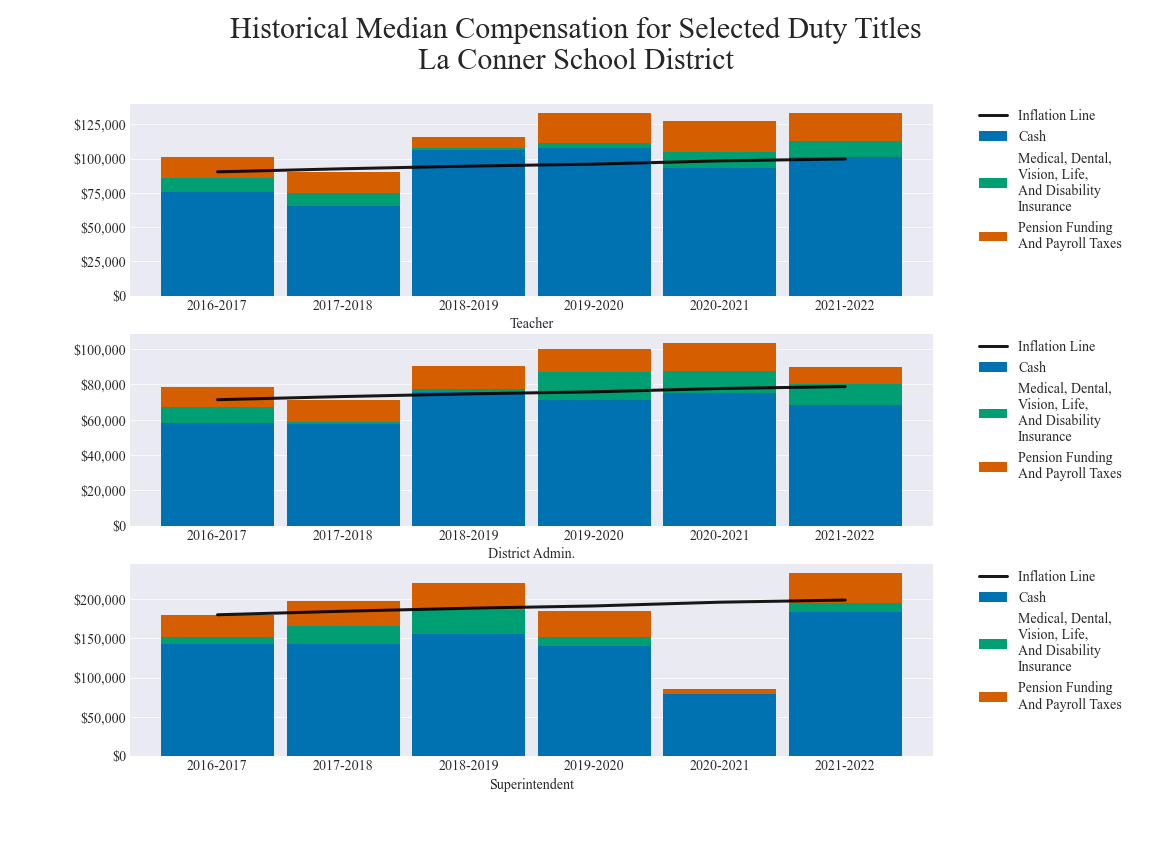 Historical Median Compensation for Selected Duty Titles
La Conner School District
$125,000
$100,000
$75,000
$50,000
$25,000
$0
2016-2017
2017-2018
2018-2019
2019-2020
2020-2021
2021-2022
Teacher
Inflation Line
Cash
Medical, Dental,
Vision, Life,
And Disability
Insurance
Pension Funding
And Payroll Taxes
$100,000
$80,000
$60,000
$40,000
$20,000
$0
2016-2017
2017-2018
2018-2019
2019-2020
2020-2021
2021-2022
District Admin.
Inflation Line
Cash
Medical, Dental,
Vision, Life,
And Disability
Insurance
Pension Funding
And Payroll Taxes
$200,000
$150,000
$100,000
$50,000
$0
2016-2017
2017-2018
2018-2019
2019-2020
2020-2021
2021-2022
Superintendent
Inflation Line
Cash
Medical, Dental,
Vision, Life,
And Disability
Insurance
Pension Funding
And Payroll Taxes